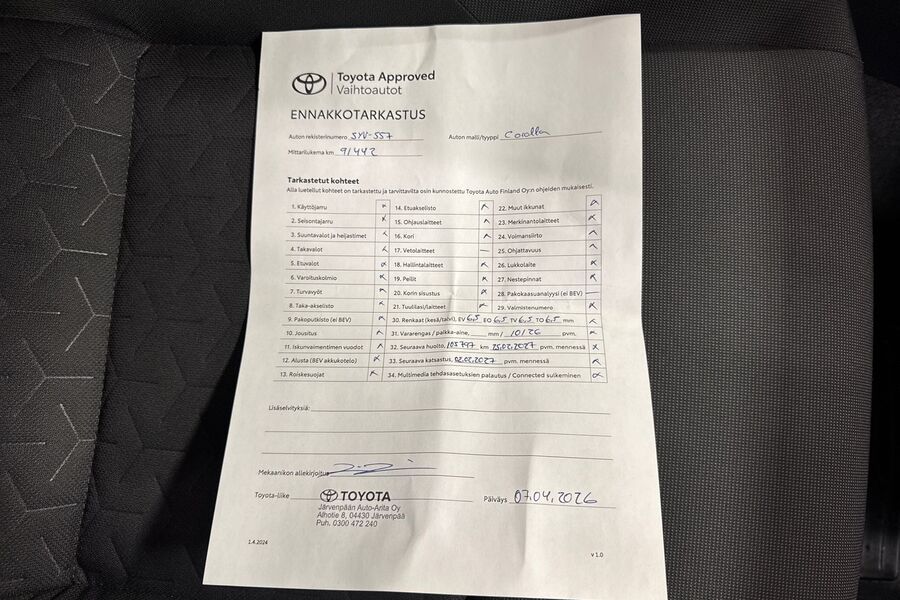 Toyota Approved
Vaihtoautot
ENNAKKOTARKASTUS
Auton rekisterinumero SYV-557 Auton malli/tyyppi Corolla
Mittarilukema km 91442
Tarkastetut kohteet
Alla luetellut kohteet on tarkastettu ja tarvittavilta osin kunnostettu Toyota Auto Finland Oy:n ohjeiden mukaisesti.
1. Käyttöjarru 14. Etuakselisto 22. Muut ikkunat
2. Seisontajarru 15. Ohjauslaitteet 23. Merkinantolaitteet
3. Suuntavalot ja heijastimet 16. Kori 24. Voimansiirto
4. Takavalot 17. Vetolaitteet — 25. Ohjattavuus
5. Etuvalot 18. Hallintalaitteet 26. Lukkolaite
6. Varoituskolmio 19. Peilit 27. Nestepinnat
7. Turvavyöt 20. Korin sisustus 28. Pakokaasuanalyysi (ei BEV) —
8. Taka-akselisto 21. Tuulilasi/laitteet 29. Valmistenumero
9. Pakoputkisto (ei BEV) 30. Renkaat (kesä/talvi), EV 6.5 EO 6.5 TV 6.5 TO 6.5 mm
10. Jousitus 31. Vararengas / paikka-aine, mm / 10/26 pvm.
11. Iskunvaimentimien vuodot 32. Seuraava huolto, 105797 km 25.02.2027 pvm. mennessä
12. Alusta (BEV akkukotelo) 33. Seuraava katsastus, 02.02.2027 pvm. mennessä
13. Roiskesuojat 34. Multimedia tehdasasetuksien palautus / Connected sulkeminen
Lisäselvityksiä:
Mekaanikon allekirjoitus
Toyota-liike TOYOTA Päiväys 07.04.2026
Järvenpään Auto-Arita Oy
Alhotie 8, 04430 Järvenpää
Puh. 0300 472 240
1.4.2024 v 1.0